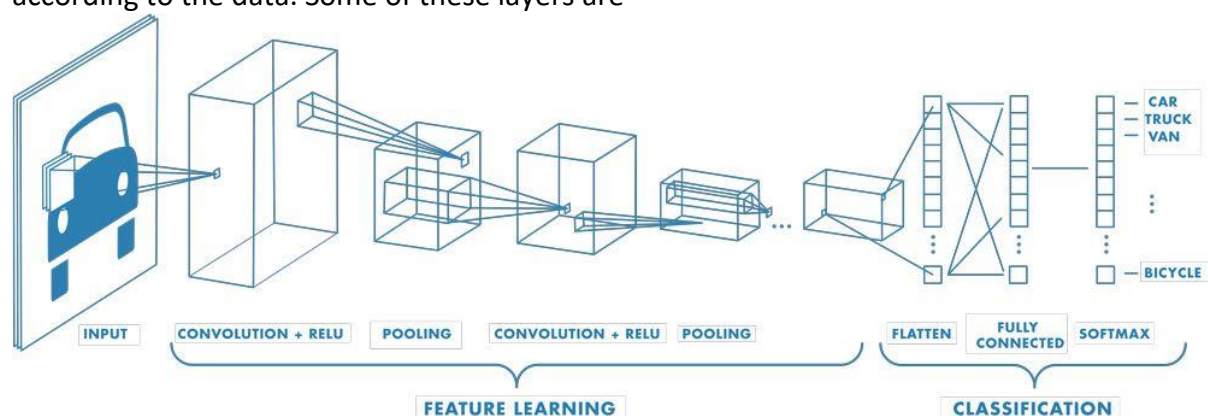 according to the data. Some of these layers are
CAR
TRUCK
VAN
BICYCLE
INPUT
CONVOLUTION + RELU
POOLING
CONVOLUTION + RELU
POOLING
FLATTEN
FULLY
CONNECTED
SOFTMAX
FEATURE LEARNING
CLASSIFICATION